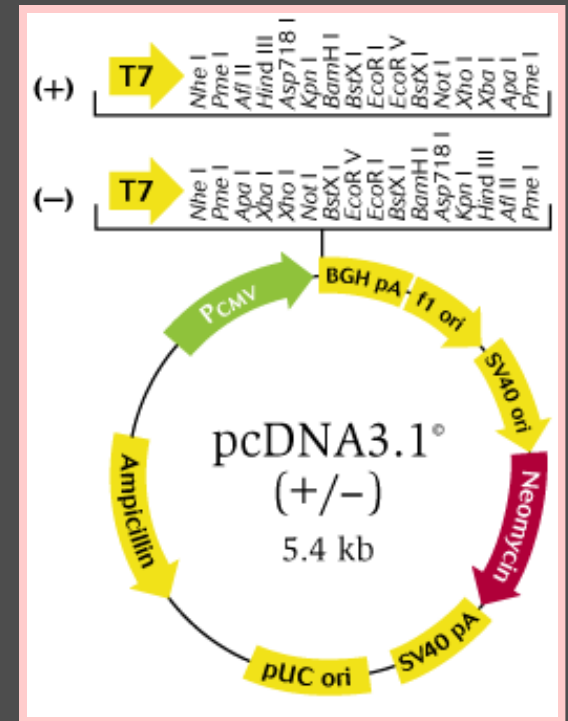 (+) T7 Nhe I Pme I Afl II Hind III Asp718 I Kpn I BamH I BstX I EcoR I EcoR V BstX I Not I Xho I Xba I Apa I Pme I
(–) T7 Nhe I Pme I Apa I Xba I Xho I Not I BstX I EcoR V EcoR I BstX I BamH I Asp718 I Kpn I Hind III Afl II Pme I
PCMV
BGH pA
f1 ori
SV40 ori
Neomycin
SV40 pA
pUC ori
Ampicillin
pcDNA3.1©
(+/–)
5.4 kb